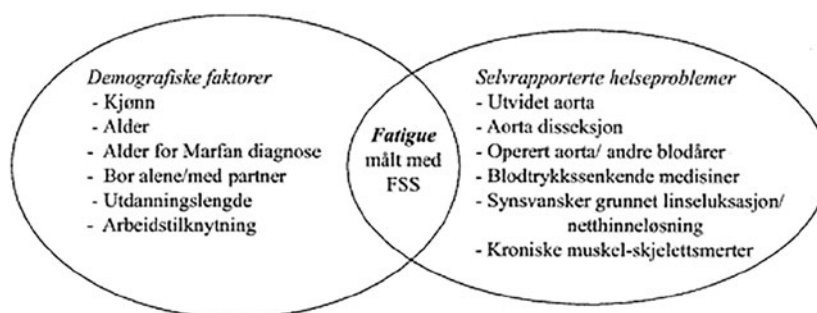 Demografiske faktorer
- Kjønn
- Alder
- Alder for Marfan diagnose
- Bor alene/med partner
- Utdanningslengde
- Arbeidstilknytning
Fatigue
målt med
FSS
Selvrapporterte helseproblemer
- Utvidet aorta
- Aorta disseksjon
- Operert aorta/ andre blodårer
- Blodtrykkssenkende medisiner
- Synsvansker grunnet linseluksasjon/
netthinneløsning
- Kroniske muskel-skjelettsmerter